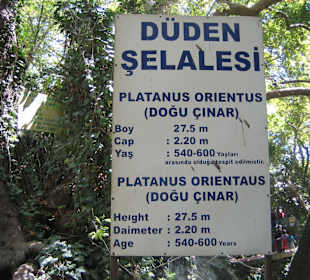 DÜDEN
ŞELALESİ
PLATANUS ORIENTUS
(DOĞU ÇINAR)
Boy 27.5 m
Cap : 2.20 m
Yaş : 540-600 Yaşları
arasında olduğu tespit edilmiştir.
PLATANUS ORIENTAUS
(DOĞU ÇINAR)
Height : 27.5 m
Daimeter : 2.20 m
Age : 540-600 Years